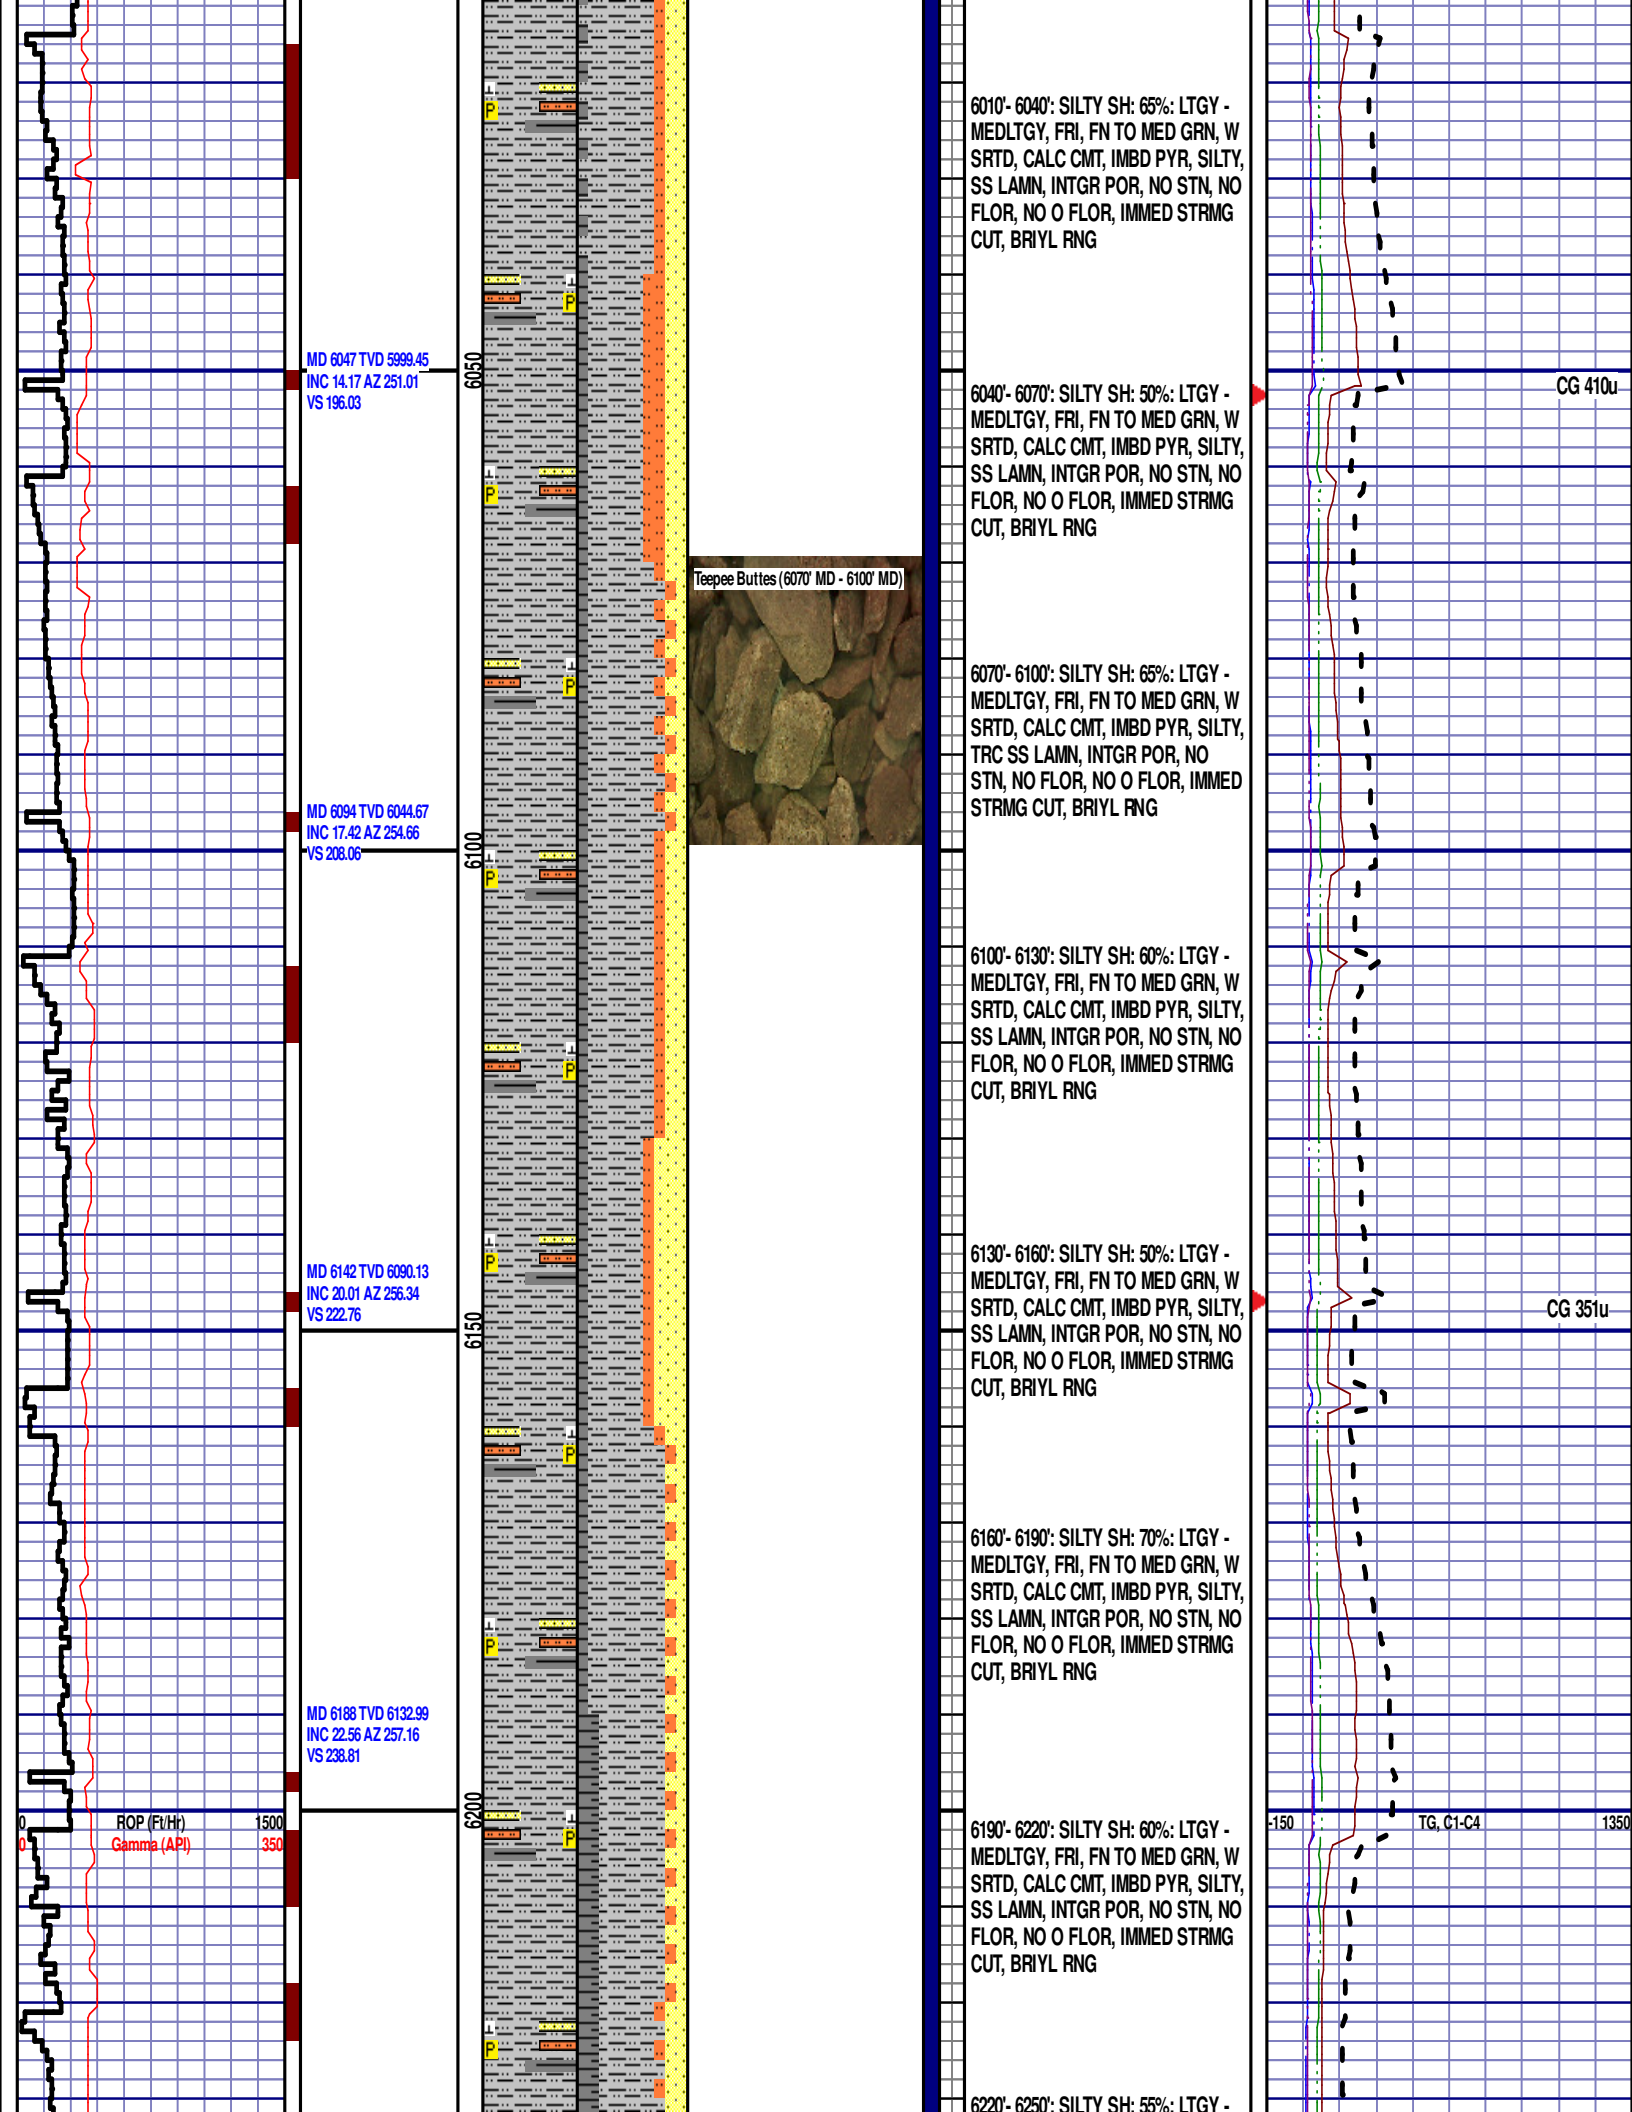 6010'- 6040': SILTY SH: 65%: LTGY -
MEDLTGY, FRI, FN TO MED GRN, W
SRTD, CALC CMT, IMBD PYR, SILTY,
SS LAMN, INTGR POR, NO STN, NO
FLOR, NO O FLOR, IMMED STRMG
CUT, BRIYL RNG
MD 6047 TVD 5999.45
INC 14.17 AZ 251.01
VS 196.03
6050
CG 410u
6040'- 6070': SILTY SH: 50%: LTGY -
MEDLTGY, FRI, FN TO MED GRN, W
SRTD, CALC CMT, IMBD PYR, SILTY,
SS LAMN, INTGR POR, NO STN, NO
FLOR, NO O FLOR, IMMED STRMG
CUT, BRIYL RNG
Teepee Buttes (6070' MD - 6100' MD)
6070'- 6100': SILTY SH: 65%: LTGY -
MEDLTGY, FRI, FN TO MED GRN, W
SRTD, CALC CMT, IMBD PYR, SILTY,
TRC SS LAMN, INTGR POR, NO
STN, NO FLOR, NO O FLOR, IMMED
STRMG CUT, BRIYL RNG
MD 6094 TVD 6044.67
INC 17.42 AZ 254.66
VS 208.06
6100
6100'- 6130': SILTY SH: 60%: LTGY -
MEDLTGY, FRI, FN TO MED GRN, W
SRTD, CALC CMT, IMBD PYR, SILTY,
SS LAMN, INTGR POR, NO STN, NO
FLOR, NO O FLOR, IMMED STRMG
CUT, BRIYL RNG
MD 6142 TVD 6090.13
INC 20.01 AZ 256.34
VS 222.76
6150
6130'- 6160': SILTY SH: 50%: LTGY -
MEDLTGY, FRI, FN TO MED GRN, W
SRTD, CALC CMT, IMBD PYR, SILTY,
SS LAMN, INTGR POR, NO STN, NO
FLOR, NO O FLOR, IMMED STRMG
CUT, BRIYL RNG
CG 351u
6160'- 6190': SILTY SH: 70%: LTGY -
MEDLTGY, FRI, FN TO MED GRN, W
SRTD, CALC CMT, IMBD PYR, SILTY,
SS LAMN, INTGR POR, NO STN, NO
FLOR, NO O FLOR, IMMED STRMG
CUT, BRIYL RNG
MD 6188 TVD 6132.99
INC 22.56 AZ 257.16
VS 238.81
6200
0 ROP (Ft/Hr) 1500
0 Gamma (API) 350
-150 TG, C1-C4 1350
6190'- 6220': SILTY SH: 60%: LTGY -
MEDLTGY, FRI, FN TO MED GRN, W
SRTD, CALC CMT, IMBD PYR, SILTY,
SS LAMN, INTGR POR, NO STN, NO
FLOR, NO O FLOR, IMMED STRMG
CUT, BRIYL RNG
6220'- 6250': SILTY SH: 55%: LTGY -
P
P
P
P
P
P
P
P
P
P
P